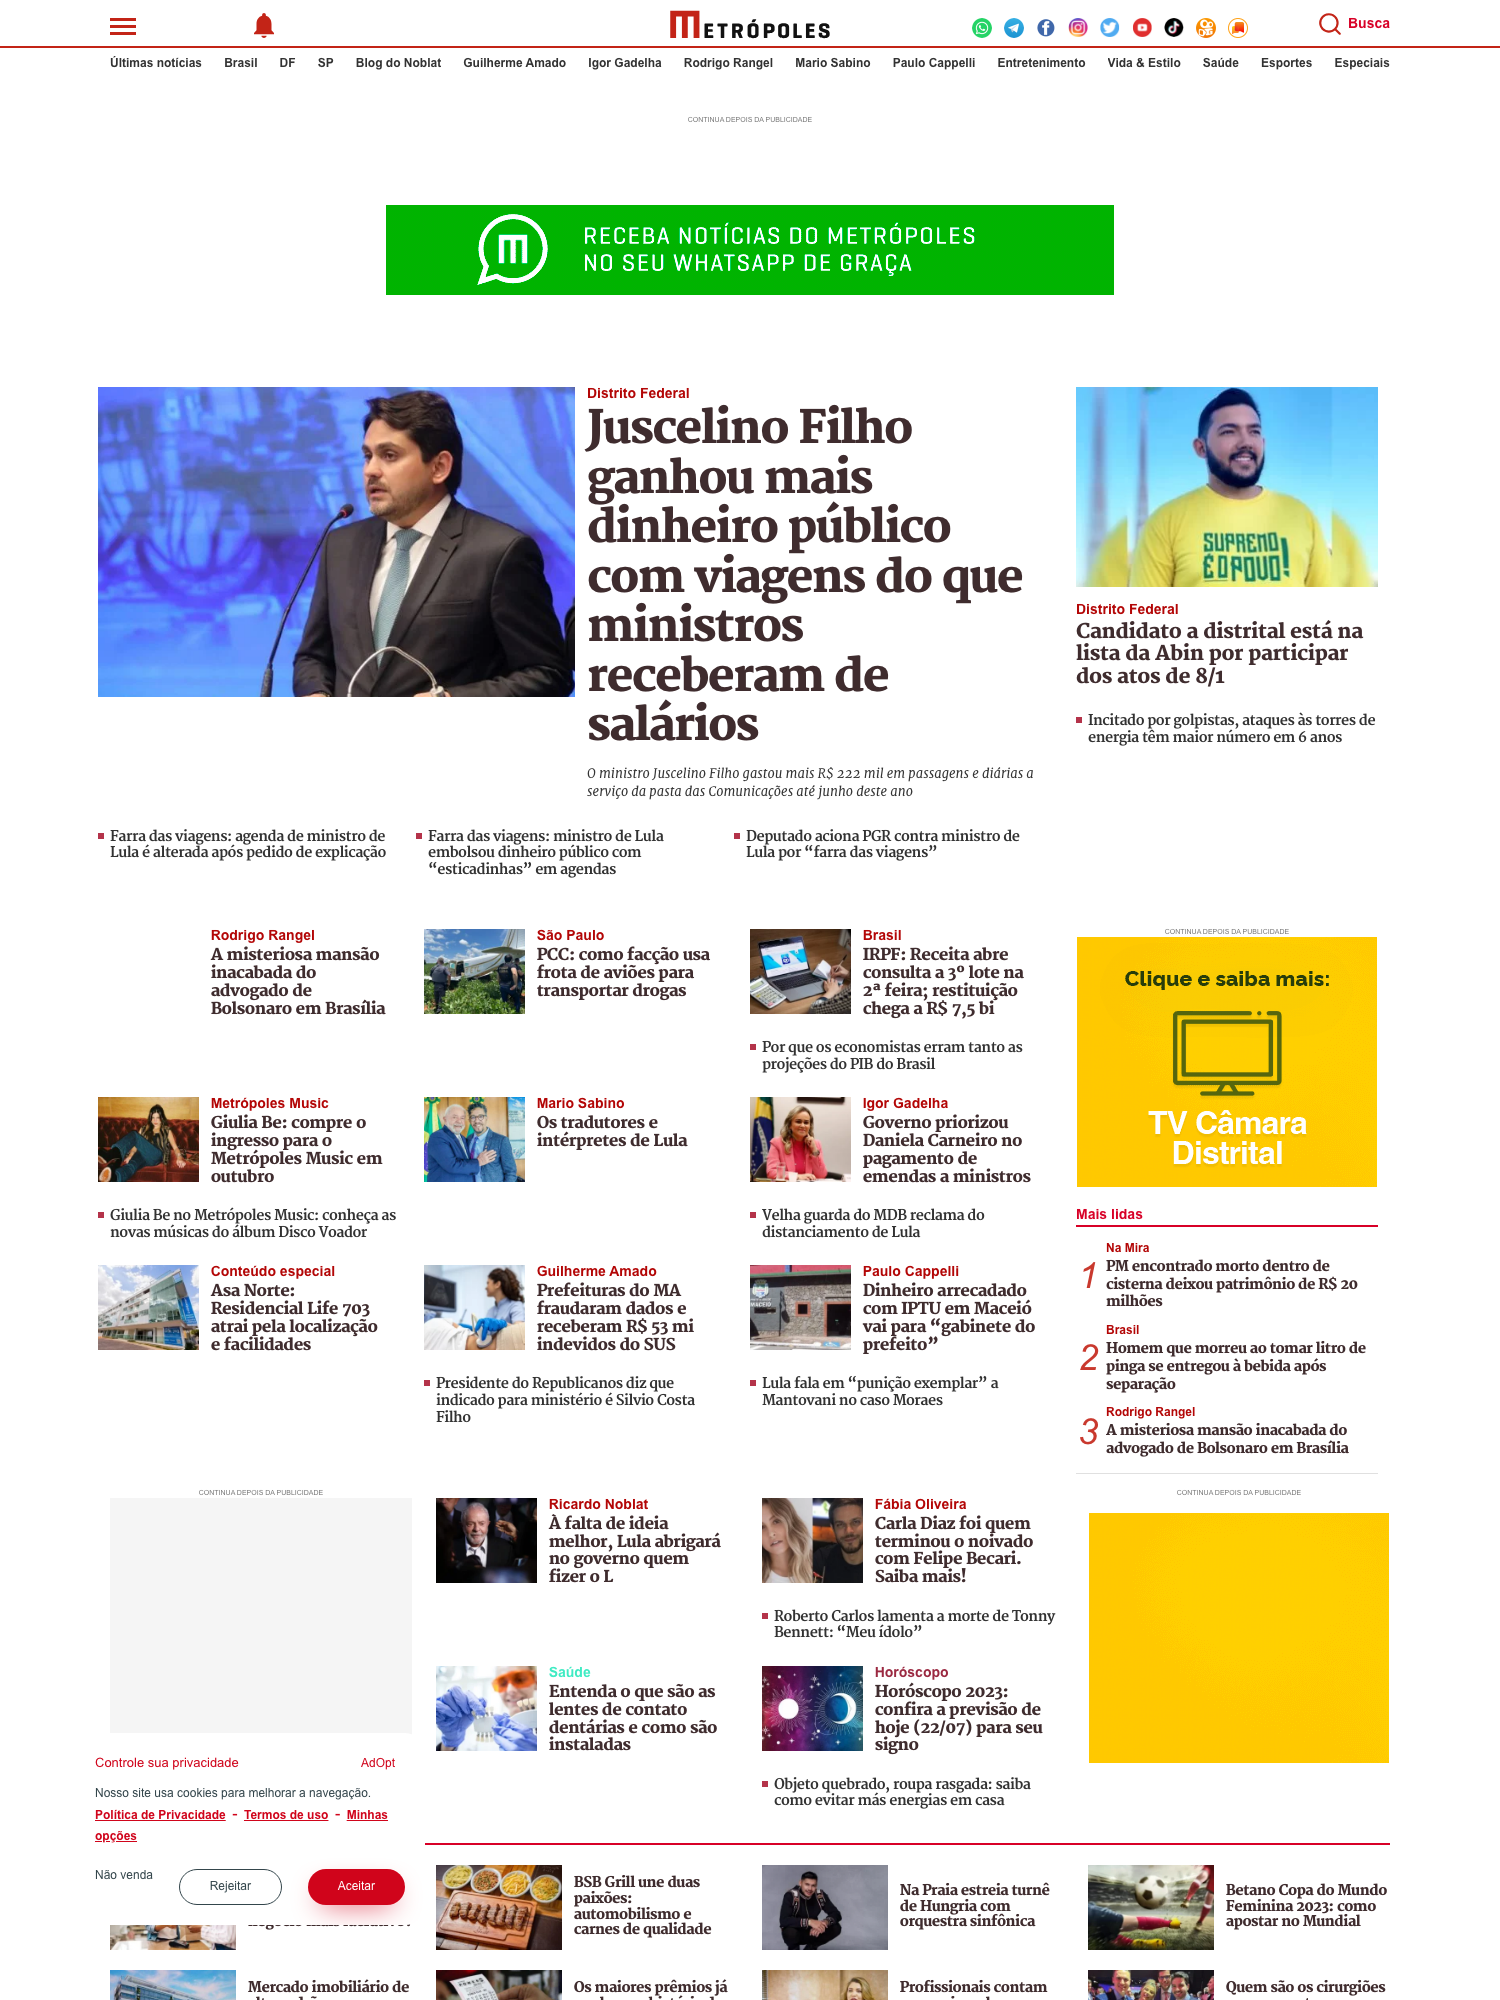 METRÓPOLES
Busca
Últimas notícias Brasil DF SP Blog do Noblat Guilherme Amado Igor Gadelha Rodrigo Rangel Mario Sabino Paulo Cappelli Entretenimento Vida & Estilo Saúde Esportes Especiais
CONTINUA DEPOIS DA PUBLICIDADE
RECEBA NOTÍCIAS DO METRÓPOLES
NO SEU WHATSAPP DE GRAÇA
Distrito Federal
Juscelino Filho
ganhou mais
dinheiro público
com viagens do que
ministros
receberam de
salários
O ministro Juscelino Filho gastou mais R$ 222 mil em passagens e diárias a
serviço da pasta das Comunicações até junho deste ano
SUPREMO
É O POVO!
Distrito Federal
Candidato a distrital está na
lista da Abin por participar
dos atos de 8/1
Incitado por golpistas, ataques às torres de
energia têm maior número em 6 anos
Farra das viagens: agenda de ministro de
Lula é alterada após pedido de explicação
Farra das viagens: ministro de Lula
embolsou dinheiro público com
“esticadinhas” em agendas
Deputado aciona PGR contra ministro de
Lula por “farra das viagens”
Rodrigo Rangel
A misteriosa mansão
inacabada do
advogado de
Bolsonaro em Brasília
São Paulo
PCC: como facção usa
frota de aviões para
transportar drogas
Brasil
IRPF: Receita abre
consulta a 3º lote na
2ª feira; restituição
chega a R$ 7,5 bi
Por que os economistas erram tanto as
projeções do PIB do Brasil
CONTINUA DEPOIS DA PUBLICIDADE
Clique e saiba mais:
TV Câmara
Distrital
Metrópoles Music
Giulia Be: compre o
ingresso para o
Metrópoles Music em
outubro
Giulia Be no Metrópoles Music: conheça as
novas músicas do álbum Disco Voador
Mario Sabino
Os tradutores e
intérpretes de Lula
Igor Gadelha
Governo priorizou
Daniela Carneiro no
pagamento de
emendas a ministros
Velha guarda do MDB reclama do
distanciamento de Lula
Mais lidas
1
Na Mira
PM encontrado morto dentro de
cisterna deixou patrimônio de R$ 20
milhões
2
Brasil
Homem que morreu ao tomar litro de
pinga se entregou à bebida após
separação
3
Rodrigo Rangel
A misteriosa mansão inacabada do
advogado de Bolsonaro em Brasília
Conteúdo especial
Asa Norte:
Residencial Life 703
atrai pela localização
e facilidades
Guilherme Amado
Prefeituras do MA
fraudaram dados e
receberam R$ 53 mi
indevidos do SUS
Presidente do Republicanos diz que
indicado para ministério é Silvio Costa
Filho
Paulo Cappelli
Dinheiro arrecadado
com IPTU em Maceió
vai para “gabinete do
prefeito”
Lula fala em “punição exemplar” a
Mantovani no caso Moraes
CONTINUA DEPOIS DA PUBLICIDADE
Ricardo Noblat
À falta de ideia
melhor, Lula abrigará
no governo quem
fizer o L
Fábia Oliveira
Carla Diaz foi quem
terminou o noivado
com Felipe Becari.
Saiba mais!
Roberto Carlos lamenta a morte de Tonny
Bennett: “Meu ídolo”
CONTINUA DEPOIS DA PUBLICIDADE
Saúde
Entenda o que são as
lentes de contato
dentárias e como são
instaladas
Horóscopo
Horóscopo 2023:
confira a previsão de
hoje (22/07) para seu
signo
Objeto quebrado, roupa rasgada: saiba
como evitar más energias em casa
Controle sua privacidade AdOpt
Nosso site usa cookies para melhorar a navegação.
Política de Privacidade - Termos de uso - Minhas
opções
Não venda Rejeitar Aceitar
BSB Grill une duas
paixões:
automobilismo e
carnes de qualidade
Na Praia estreia turnê
de Hungria com
orquestra sinfônica
Betano Copa do Mundo
Feminina 2023: como
apostar no Mundial
Mercado imobiliário de
Os maiores prêmios já
Profissionais contam
Quem são os cirurgiões